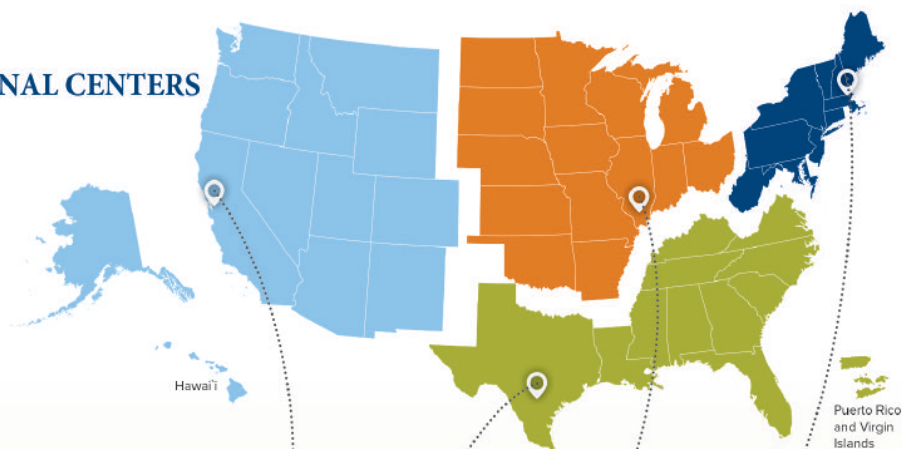 NAL CENTERS
Hawai`i
Puerto Rico
and Virgin
Islands